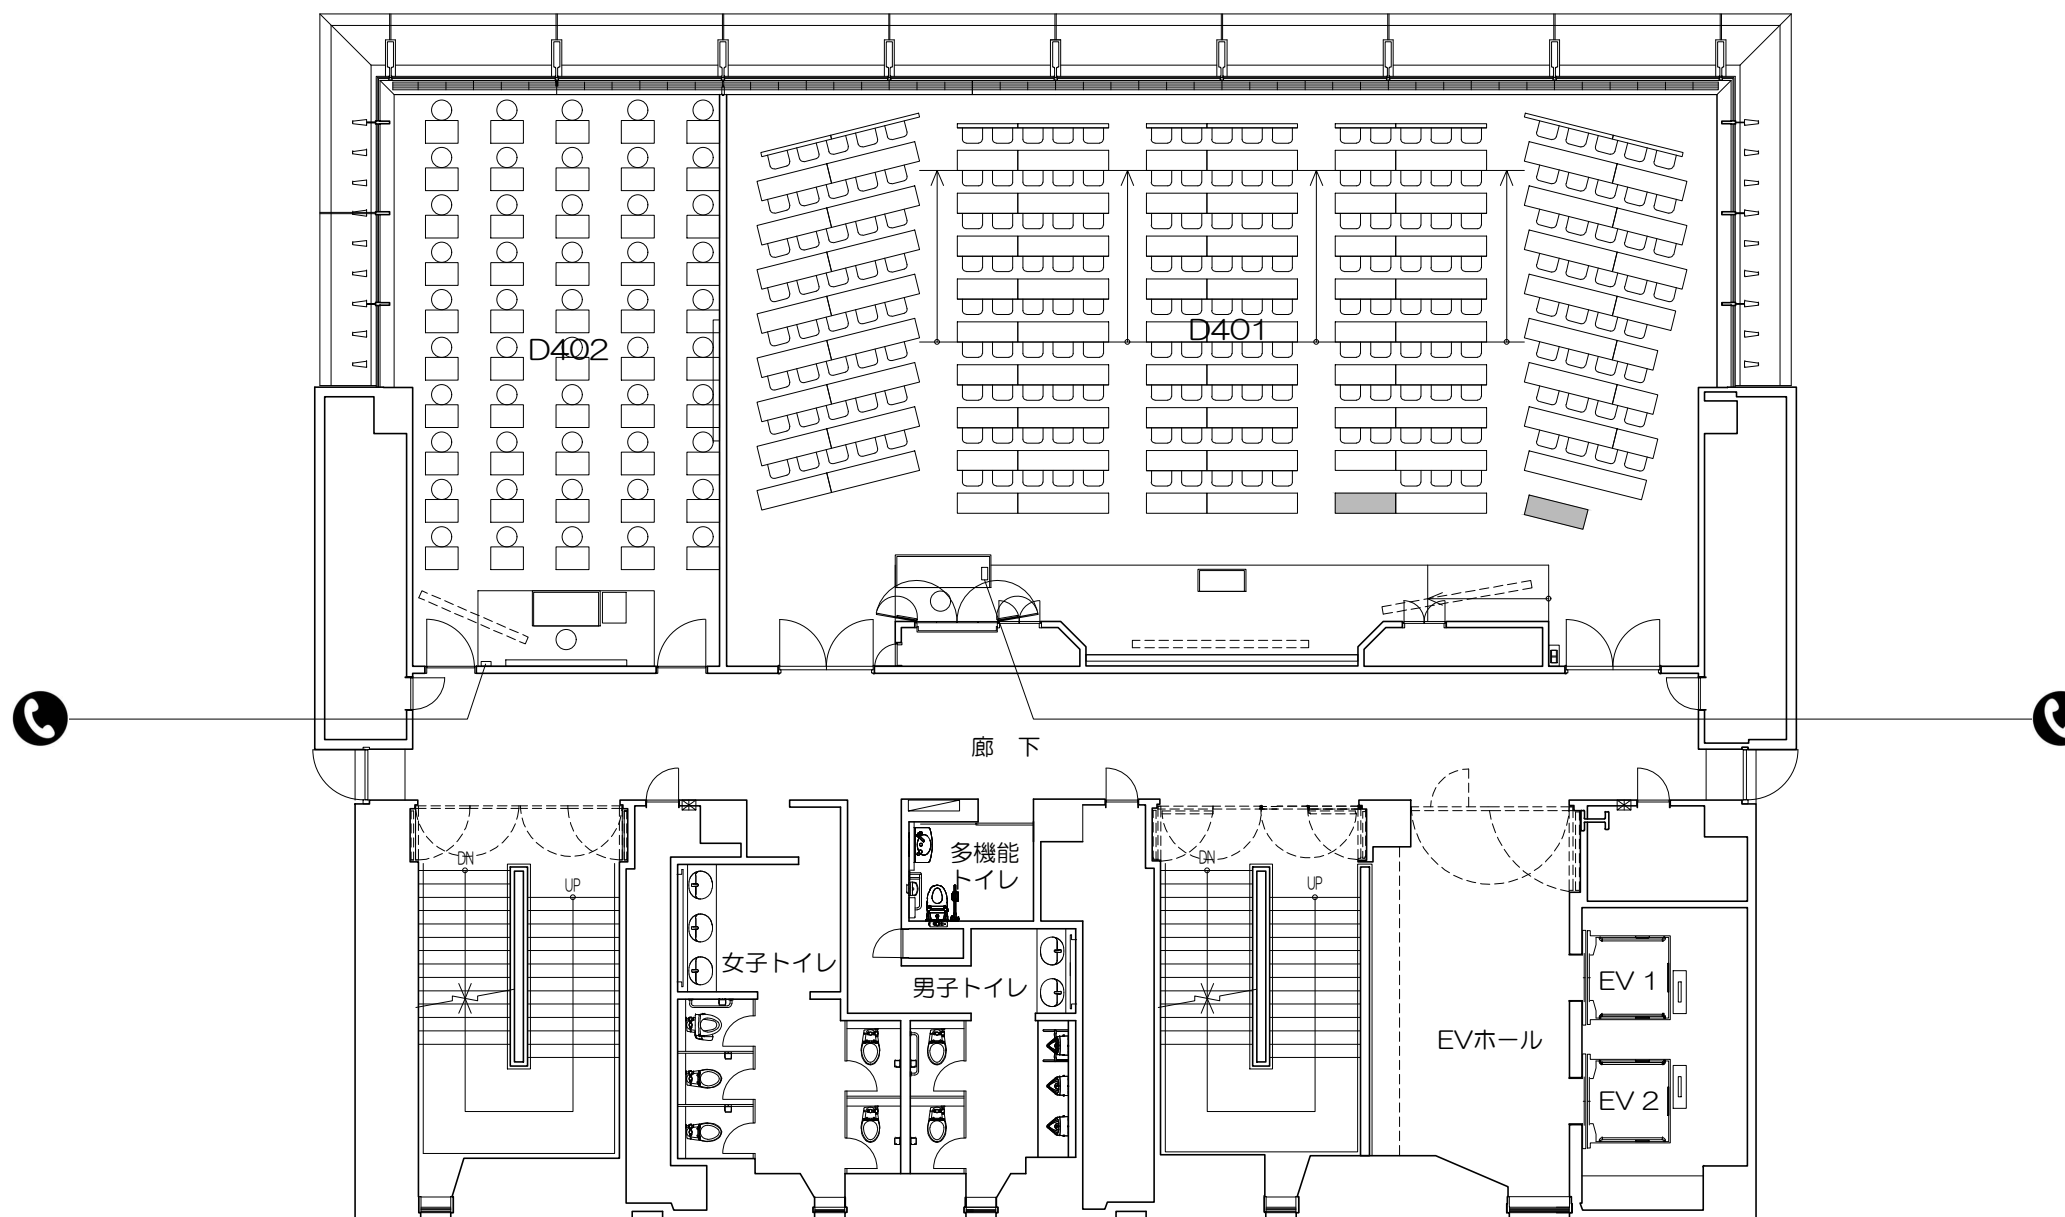 D402
D401
廊 下
DN
UP
多機能
トイレ
DN
UP
女子トイレ
男子トイレ
EV 1
EVホール
EV 2